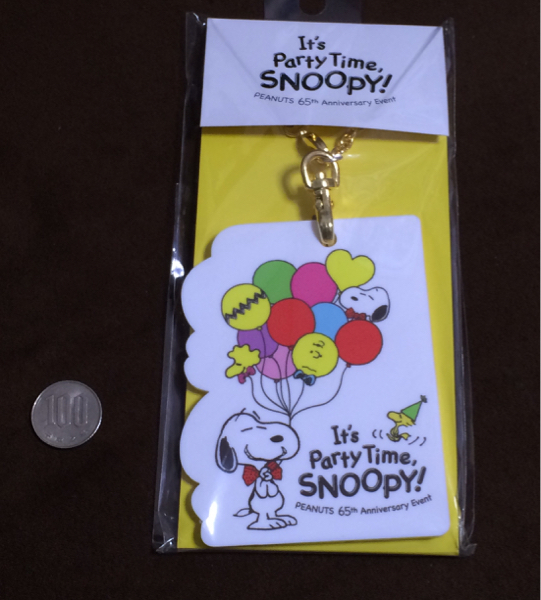 It's
Party Time,
SNOOPY!
PEANUTS 65th Anniversary Event
100
It's
Party Time,
SNOOPY!
PEANUTS 65th Anniversary Event